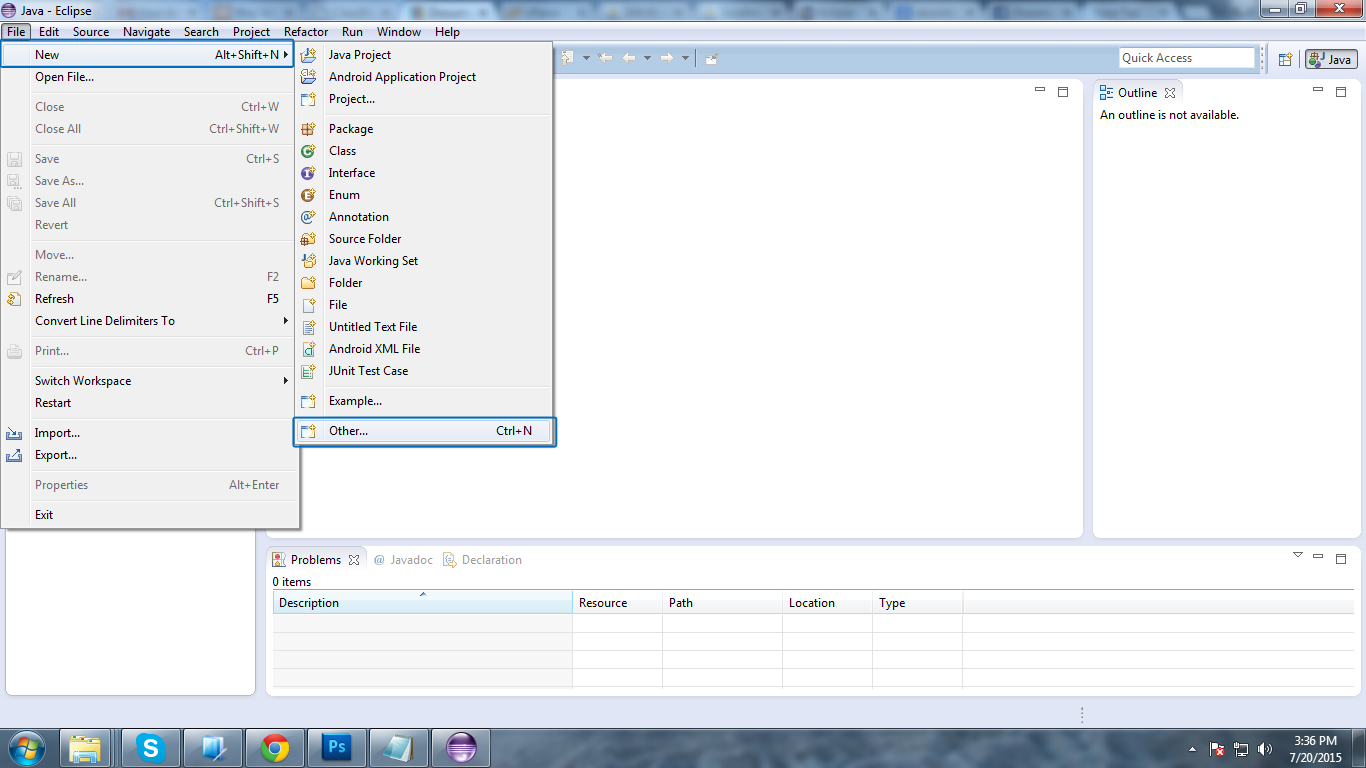 Java - Eclipse
File Edit Source Navigate Search Project Refactor Run Window Help
New Alt+Shift+N
Open File...
Close Ctrl+W
Close All Ctrl+Shift+W
Save Ctrl+S
Save As...
Save All Ctrl+Shift+S
Revert
Move...
Rename... F2
Refresh F5
Convert Line Delimiters To
Print... Ctrl+P
Switch Workspace
Restart
Import...
Export...
Properties Alt+Enter
Exit
Java Project
Android Application Project
Project...
Package
Class
Interface
Enum
Annotation
Source Folder
Java Working Set
Folder
File
Untitled Text File
Android XML File
JUnit Test Case
Example...
Other... Ctrl+N
Quick Access
Java
Outline
An outline is not available.
Problems @ Javadoc Declaration
0 items
Description Resource Path Location Type
Ps
3:36 PM
7/20/2015